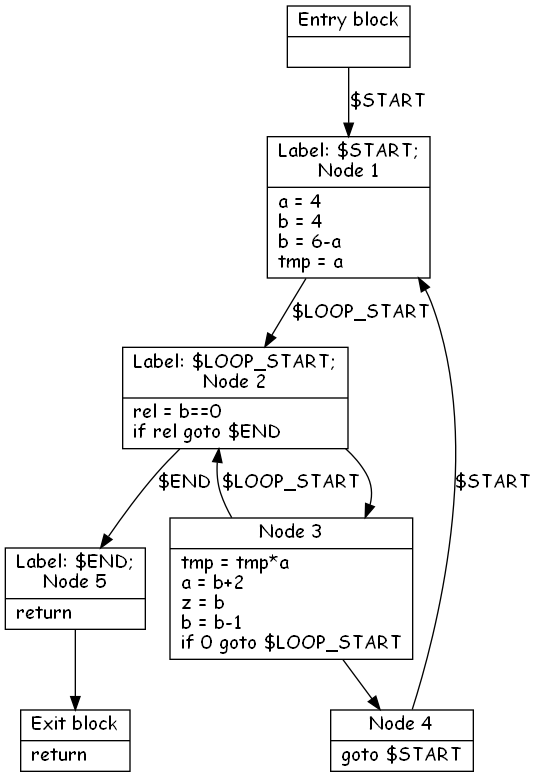 Entry block
$START
Label: $START;
Node 1
a = 4
b = 4
b = 6-a
tmp = a
$LOOP_START
Label: $LOOP_START;
Node 2
rel = b==0
if rel goto $END
$END
$LOOP_START
$START
Node 3
tmp = tmp*a
a = b+2
z = b
b = b-1
if 0 goto $LOOP_START
Label: $END;
Node 5
return
Exit block
return
Node 4
goto $START